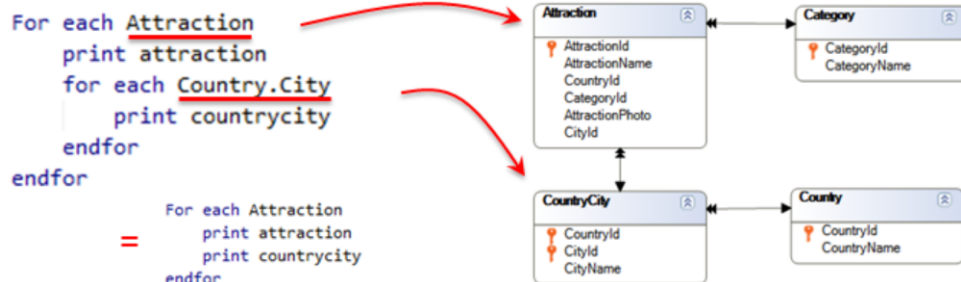 For each Attraction
print attraction
for each Country.City
print countrycity
endfor
endfor
=
For each Attraction
print attraction
print countrycity
endfor
Attraction
AttractionId
AttractionName
CountryId
CategoryId
AttractionPhoto
CityId
Category
CategoryId
CategoryName
CountryCity
CountryId
CityId
CityName
Country
CountryId
CountryName